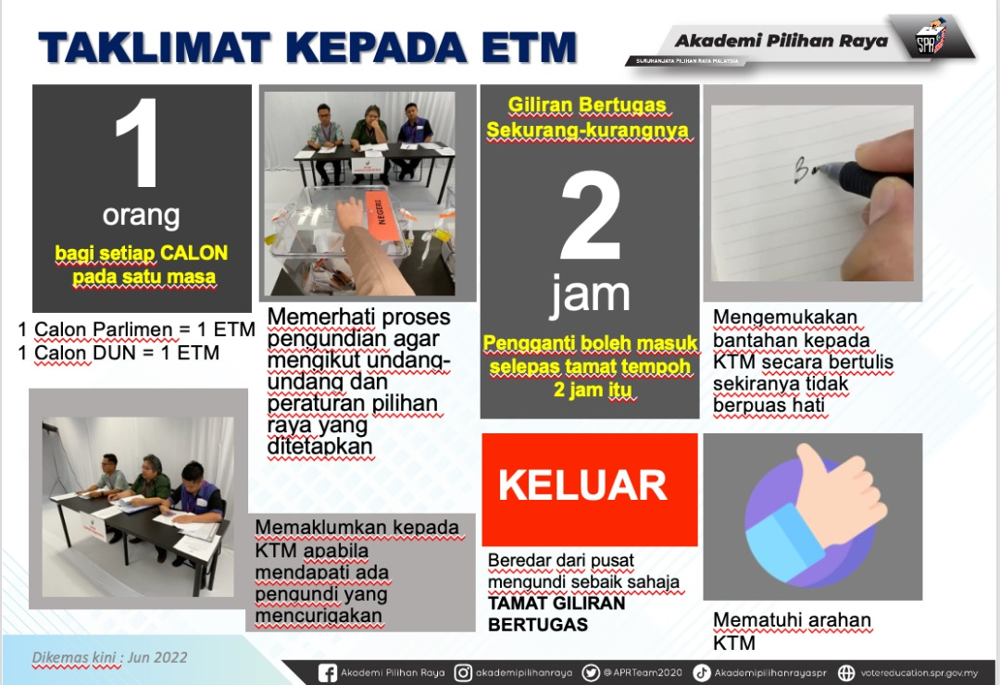 TAKLIMAT KEPADA ETM
Akademi Pilihan Raya
SURUHANJAYA PILIHAN RAYA MALAYSIA
SPR
1
orang
bagi setiap CALON
pada satu masa
1 Calon Parlimen = 1 ETM
1 Calon DUN = 1 ETM
NEGERI
Memerhati proses
pengundian agar
mengikut undang-
undang dan
peraturan pilihan
raya yang
ditetapkan
Memaklumkan kepada
KTM apabila
mendapati ada
pengundi yang
mencurigakan
Giliran Bertugas
Sekurang-kurangnya
2
jam
Pengganti boleh masuk
selepas tamat tempoh
2 jam itu
KELUAR
Beredar dari pusat
mengundi sebaik sahaja
TAMAT GILIRAN
BERTUGAS
Mengemukakan
bantahan kepada
KTM secara bertulis
sekiranya tidak
berpuas hati
Mematuhi arahan
KTM
Dikemas kini : Jun 2022
Akademi Pilihan Raya
akademipilihanraya
@APRTeam2020
Akademipilihanrayaspr
votereducation.spr.gov.my